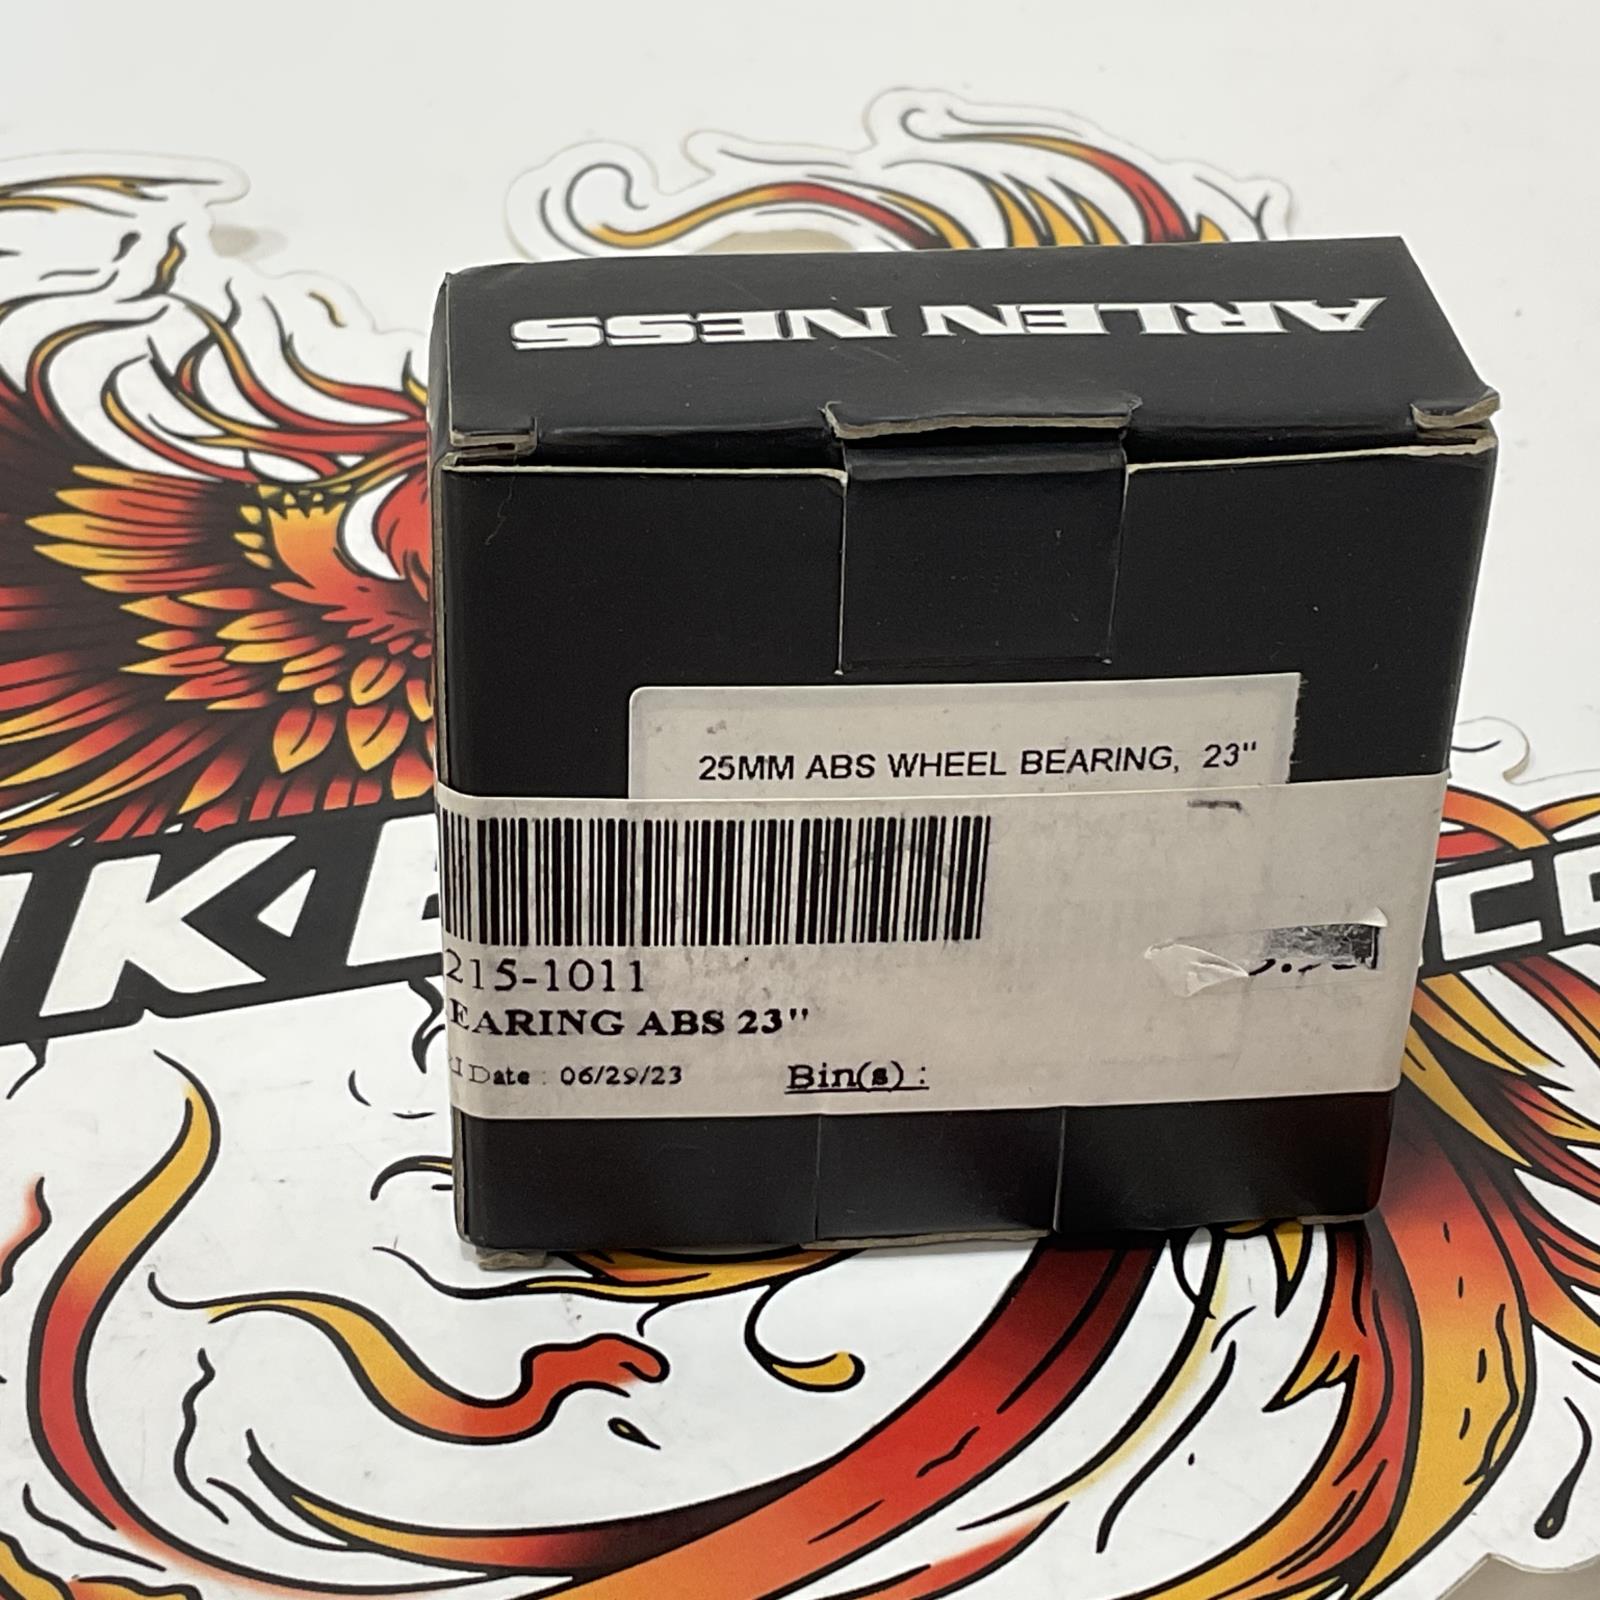 ARLEN NESS
25MM ABS WHEEL BEARING, 23"
215-1011
EARING ABS 23"
Date : 06/29/23 Bin(s) :